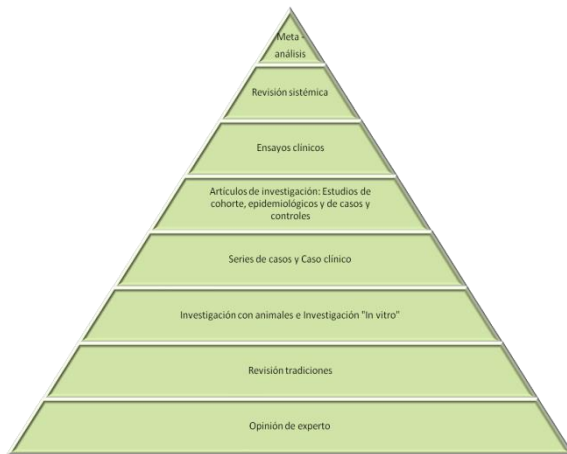 Meta -
análisis
Revisión sistémica
Ensayos clínicos
Artículos de investigación: Estudios de
cohorte, epidemiológicos y de casos y
controles
Series de casos y Caso clínico
Investigación con animales e Investigación "In vitro"
Revisión tradiciones
Opinión de experto